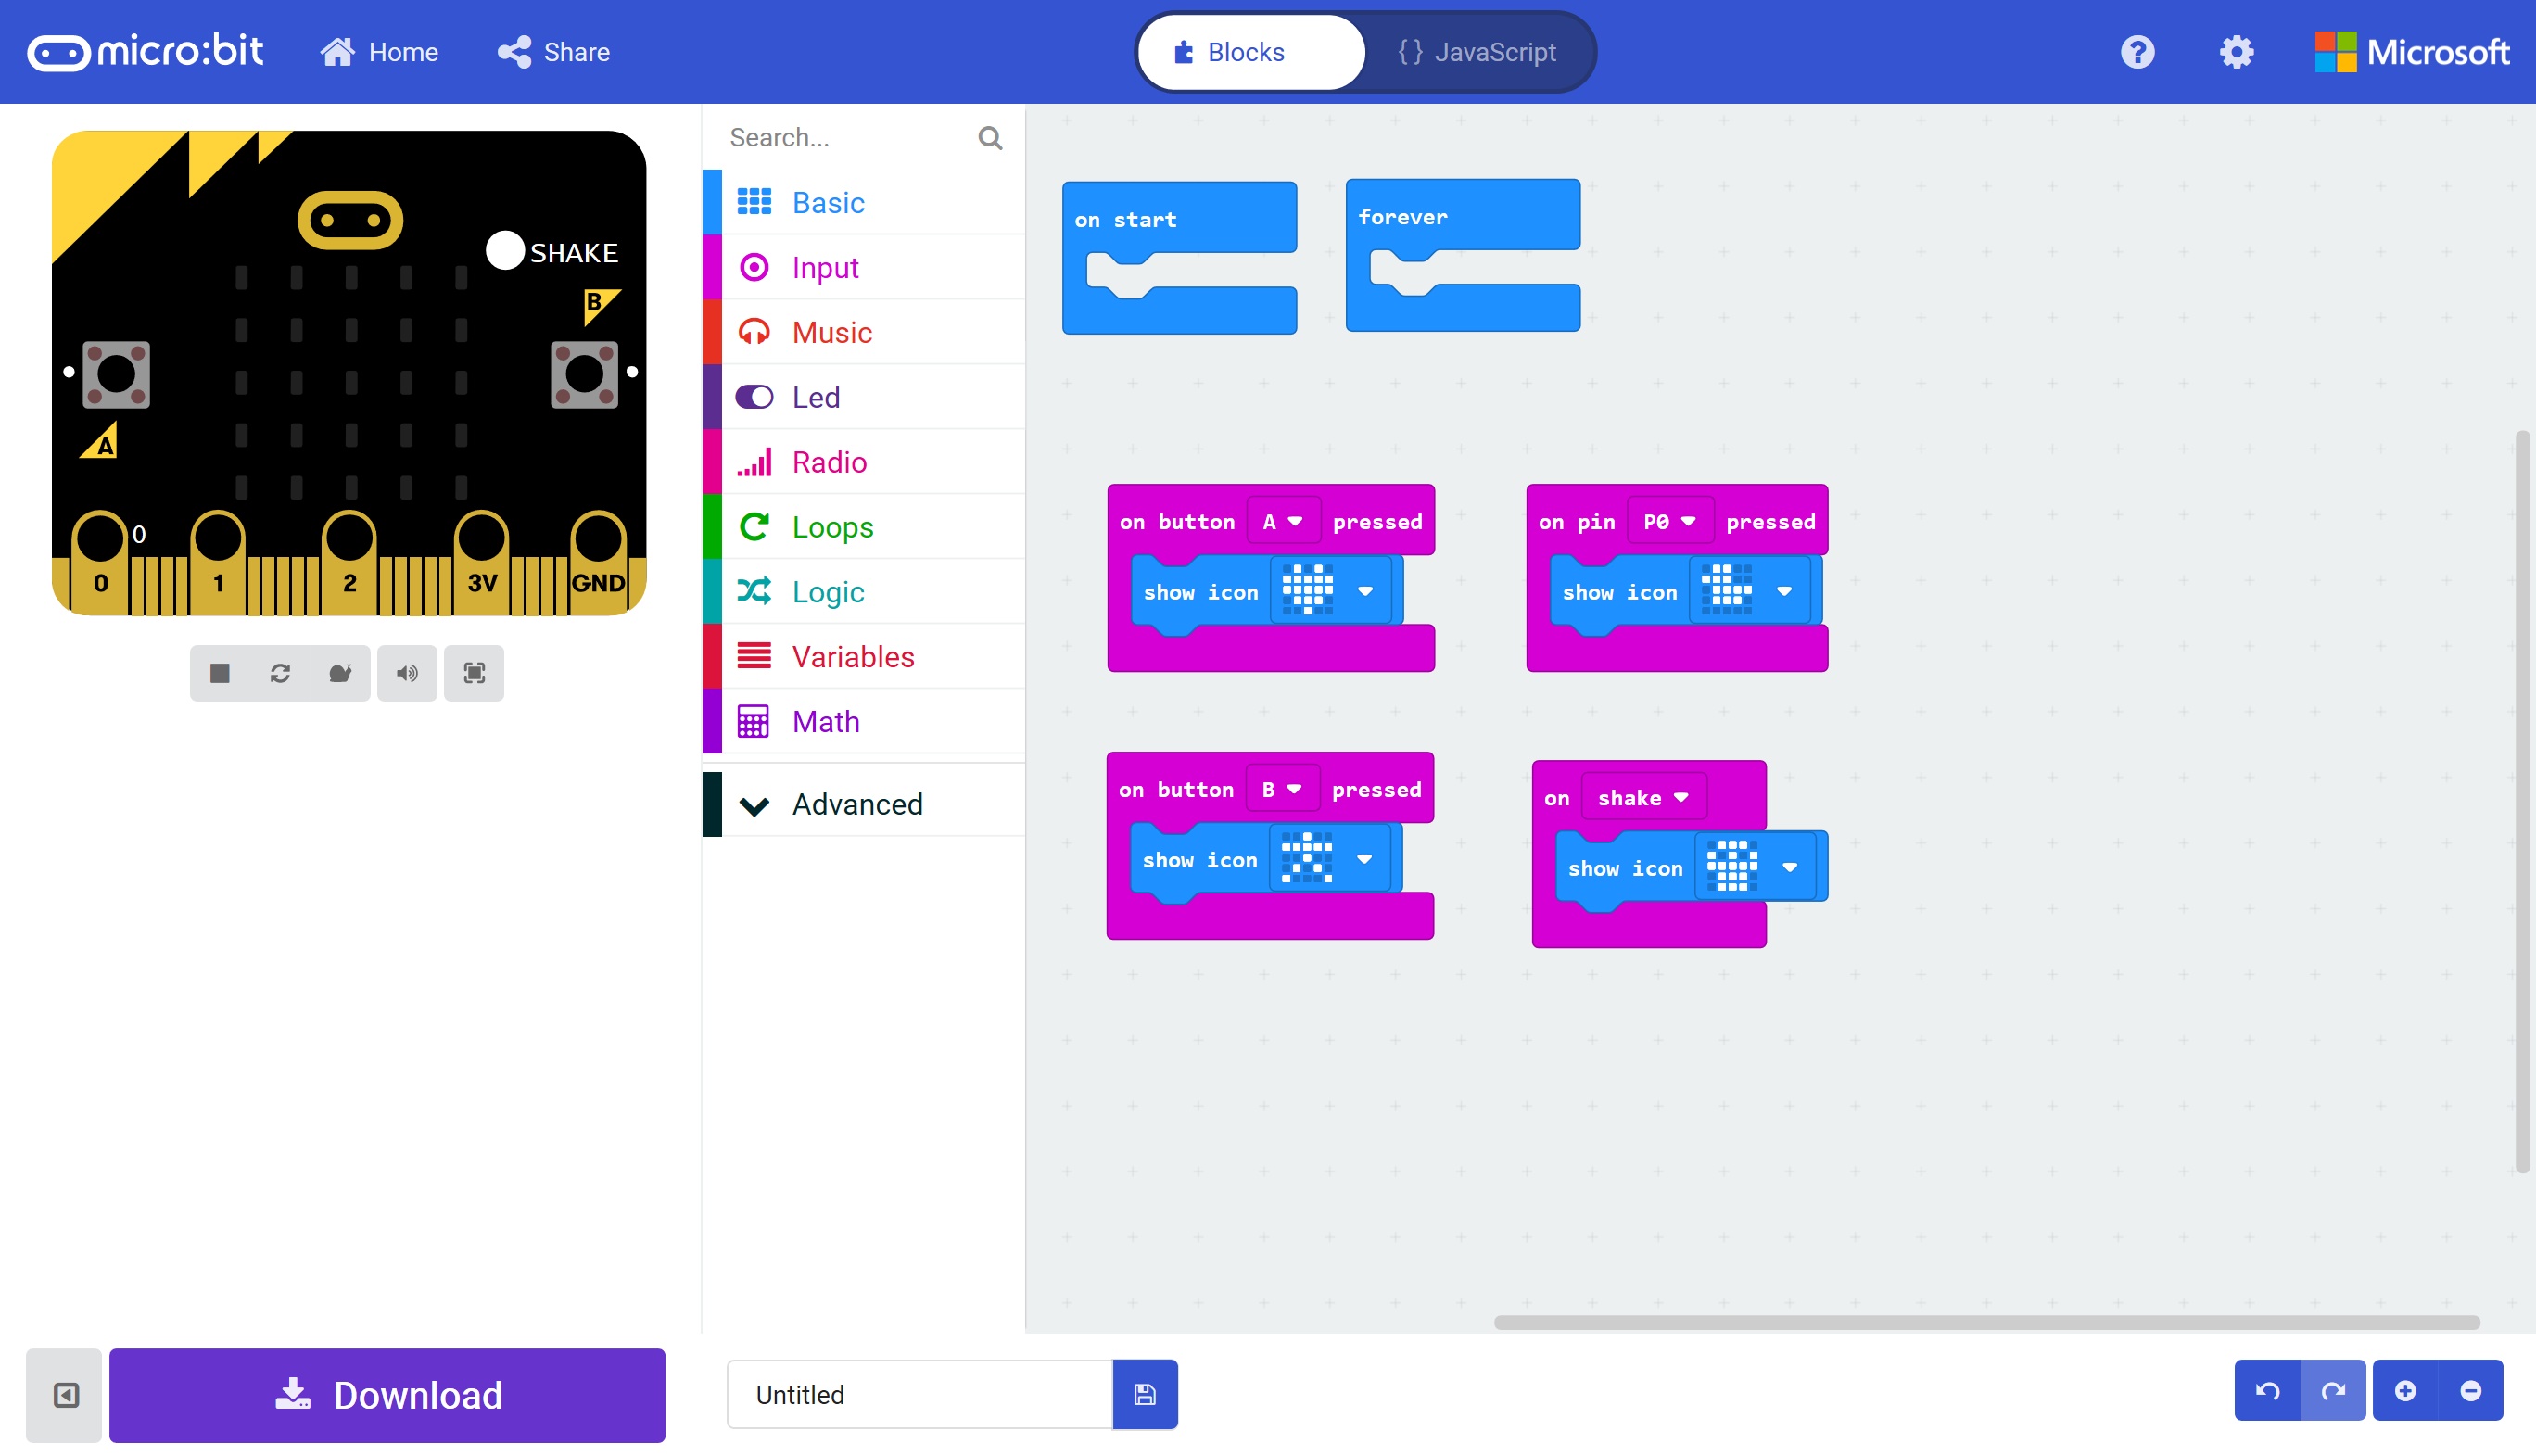 micro:bit
Home
Share
Blocks
{ } JavaScript
Microsoft
SHAKE
B
A
0
0
1
2
3V
GND
Search...
Basic
Input
Music
Led
Radio
Loops
Logic
Variables
Math
Advanced
on start
forever
on button A pressed
show icon
on pin P0 pressed
show icon
on button B pressed
show icon
on shake
show icon
Download
Untitled